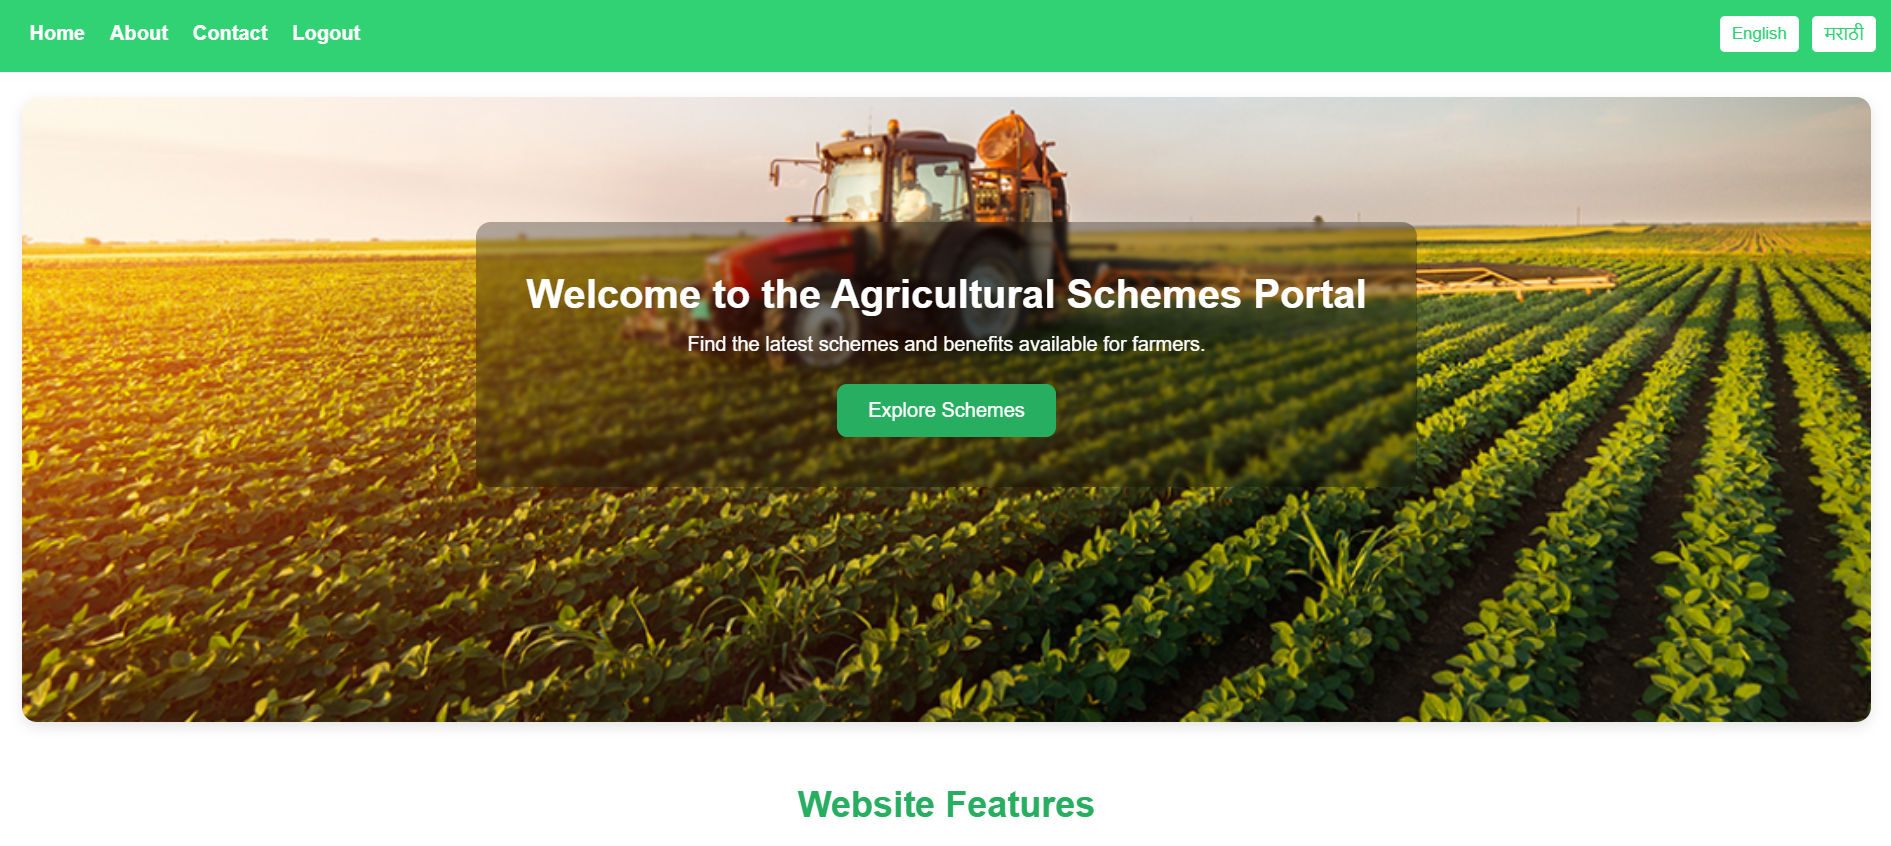 Home About Contact Logout English मराठी
Welcome to the Agricultural Schemes Portal
Find the latest schemes and benefits available for farmers.
Explore Schemes
Website Features